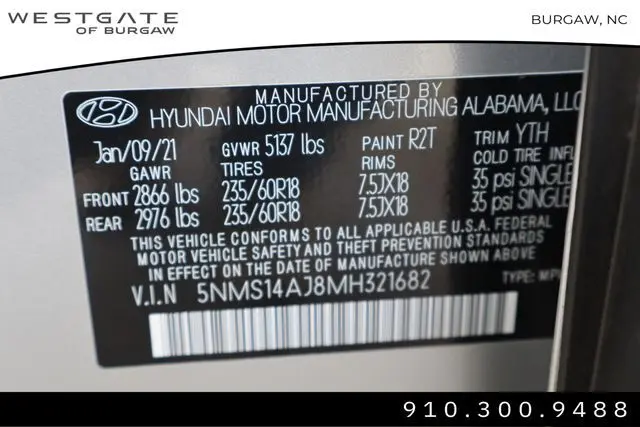 WESTGATE
OF BURGAW
BURGAW, NC
MANUFACTURED BY
HYUNDAI MOTOR MANUFACTURING ALABAMA, LLC
Jan/09/21 GVWR 5137 lbs PAINT R2T TRIM YTH
GAWR TIRES RIMS COLD TIRE INFL
FRONT 2866 lbs 235/60R18 7.5JX18 35 psi SINGLE
REAR 2976 lbs 235/60R18 7.5JX18 35 psi SINGLE
THIS VEHICLE CONFORMS TO ALL APPLICABLE U.S.A. FEDERAL
MOTOR VEHICLE SAFETY AND THEFT PREVENTION STANDARDS
IN EFFECT ON THE DATE OF MANUFACTURE SHOWN ABOVE
V.I.N 5NMS14AJ8MH321682 TYPE: MP
910.300.9488